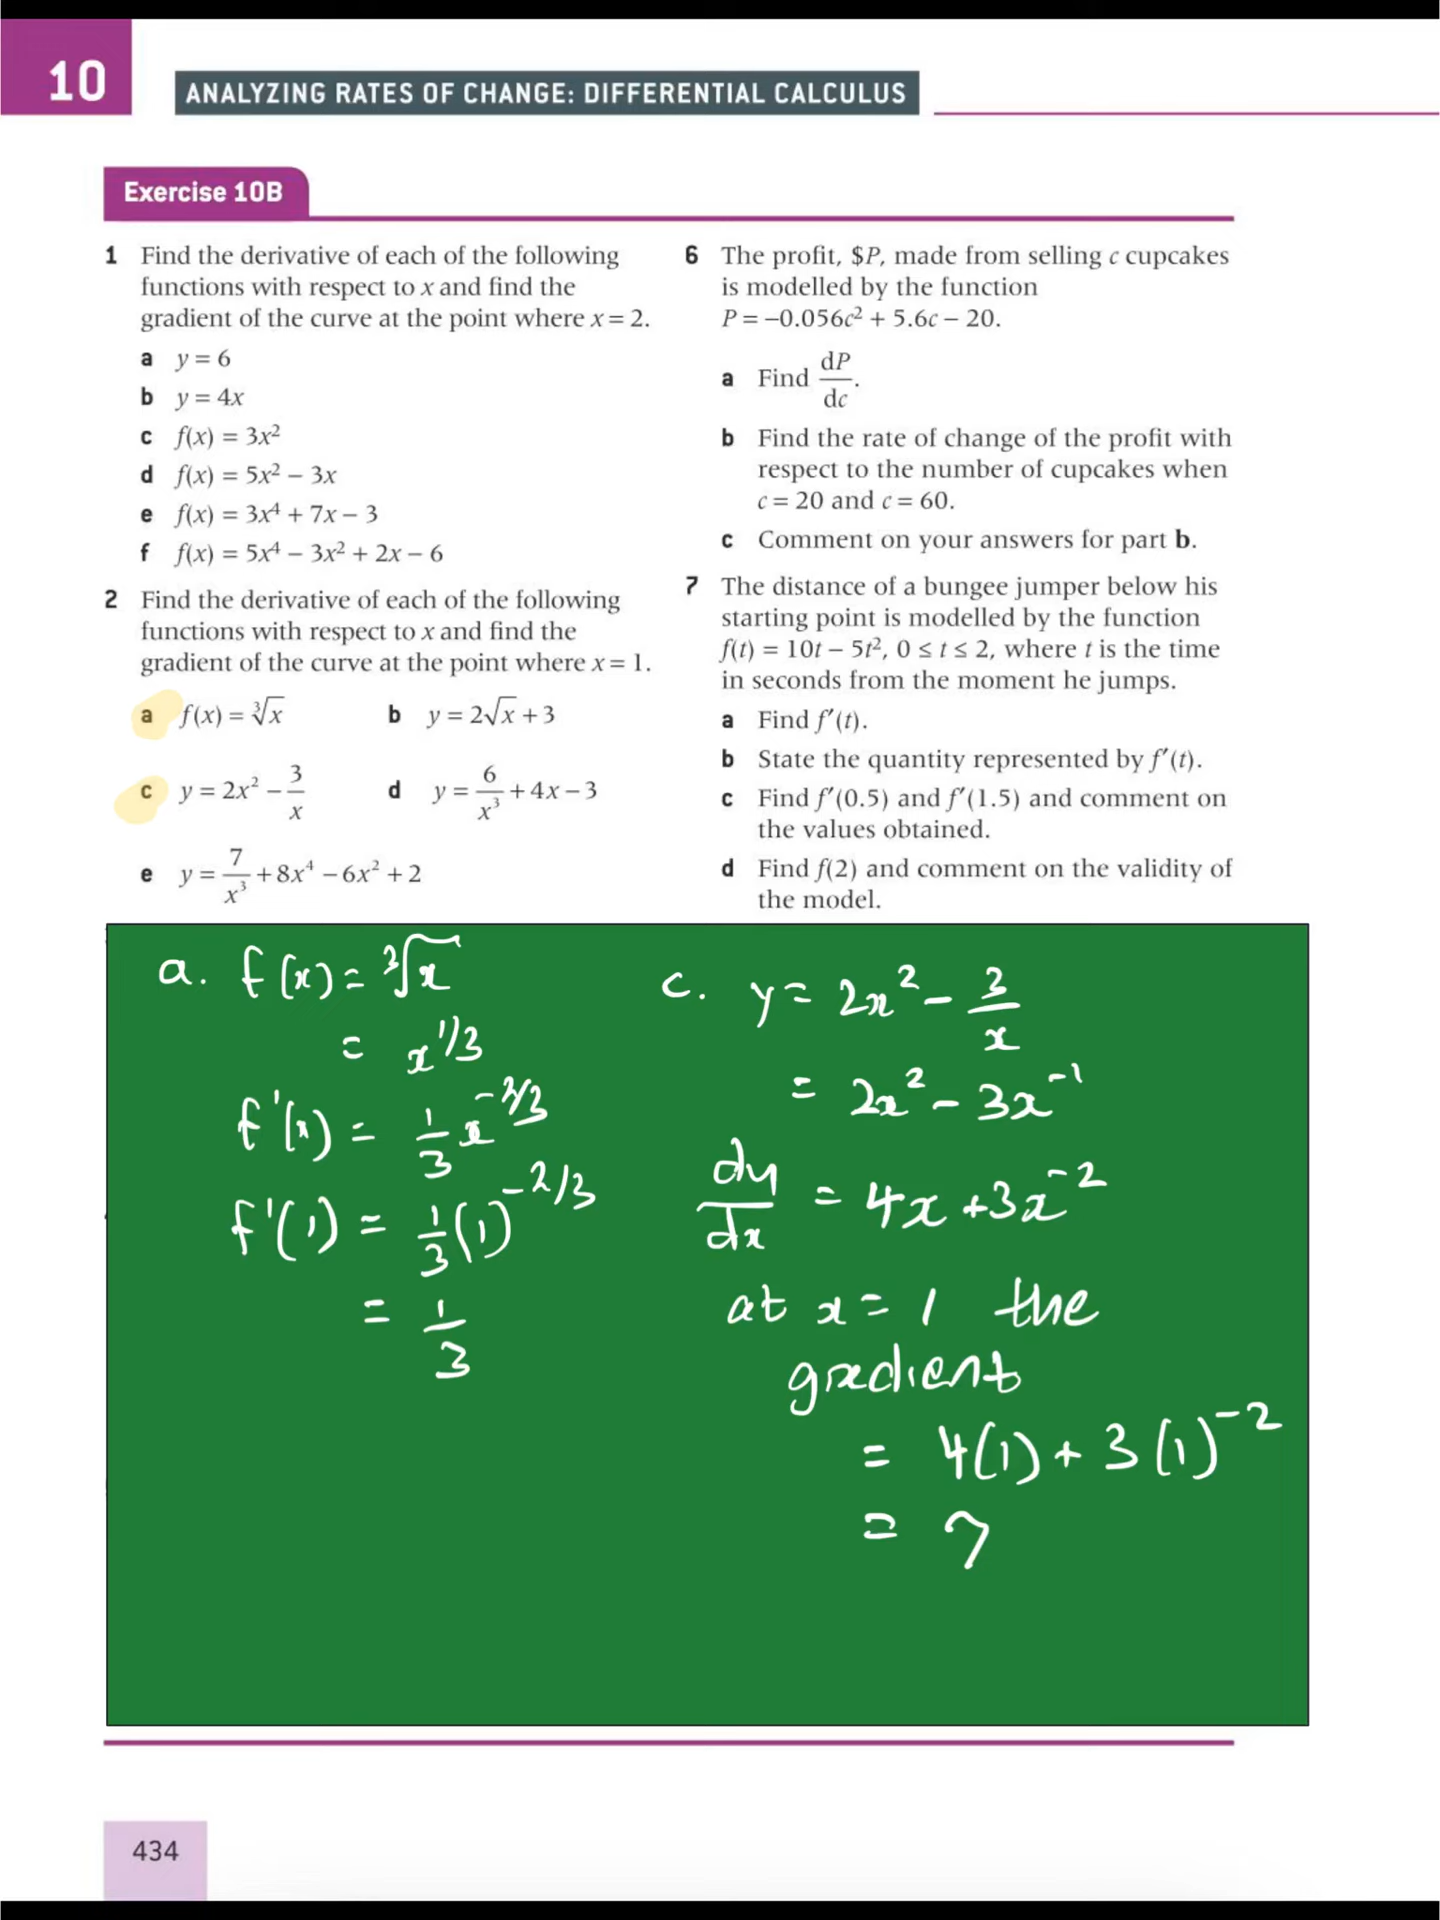 10
ANALYZING RATES OF CHANGE: DIFFERENTIAL CALCULUS
Exercise 10B
1 Find the derivative of each of the following
functions with respect to x and find the
gradient of the curve at the point where x = 2.
a y = 6
b y = 4x
c f(x) = 3x²
d f(x) = 5x² – 3x
e f(x) = 3x⁴ + 7x – 3
f f(x) = 5x⁴ – 3x² + 2x – 6
2 Find the derivative of each of the following
functions with respect to x and find the
gradient of the curve at the point where x = 1.
a f(x) = ∛x
b y = 2√x + 3
c y = 2x² – 3/x
d y = 6/x³ + 4x – 3
e y = 7/x³ + 8x⁴ – 6x² + 2
6 The profit, $P, made from selling c cupcakes
is modelled by the function
P = –0.056c² + 5.6c – 20.
a Find dP/dc.
b Find the rate of change of the profit with
respect to the number of cupcakes when
c = 20 and c = 60.
c Comment on your answers for part b.
7 The distance of a bungee jumper below his
starting point is modelled by the function
f(t) = 10t – 5t², 0 ≤ t ≤ 2, where t is the time
in seconds from the moment he jumps.
a Find f′(t).
b State the quantity represented by f′(t).
c Find f′(0.5) and f′(1.5) and comment on
the values obtained.
d Find f(2) and comment on the validity of
the model.
a. f(x) = ∛x
= x^1/3
f'(x) = 1/3 x^-2/3
f'(1) = 1/3 (1)^-2/3
= 1/3
c. y = 2x² – 3/x
= 2x² – 3x⁻¹
dy/dx = 4x + 3x⁻²
at x = 1 the
gradient
= 4(1) + 3(1)⁻²
= 7
434